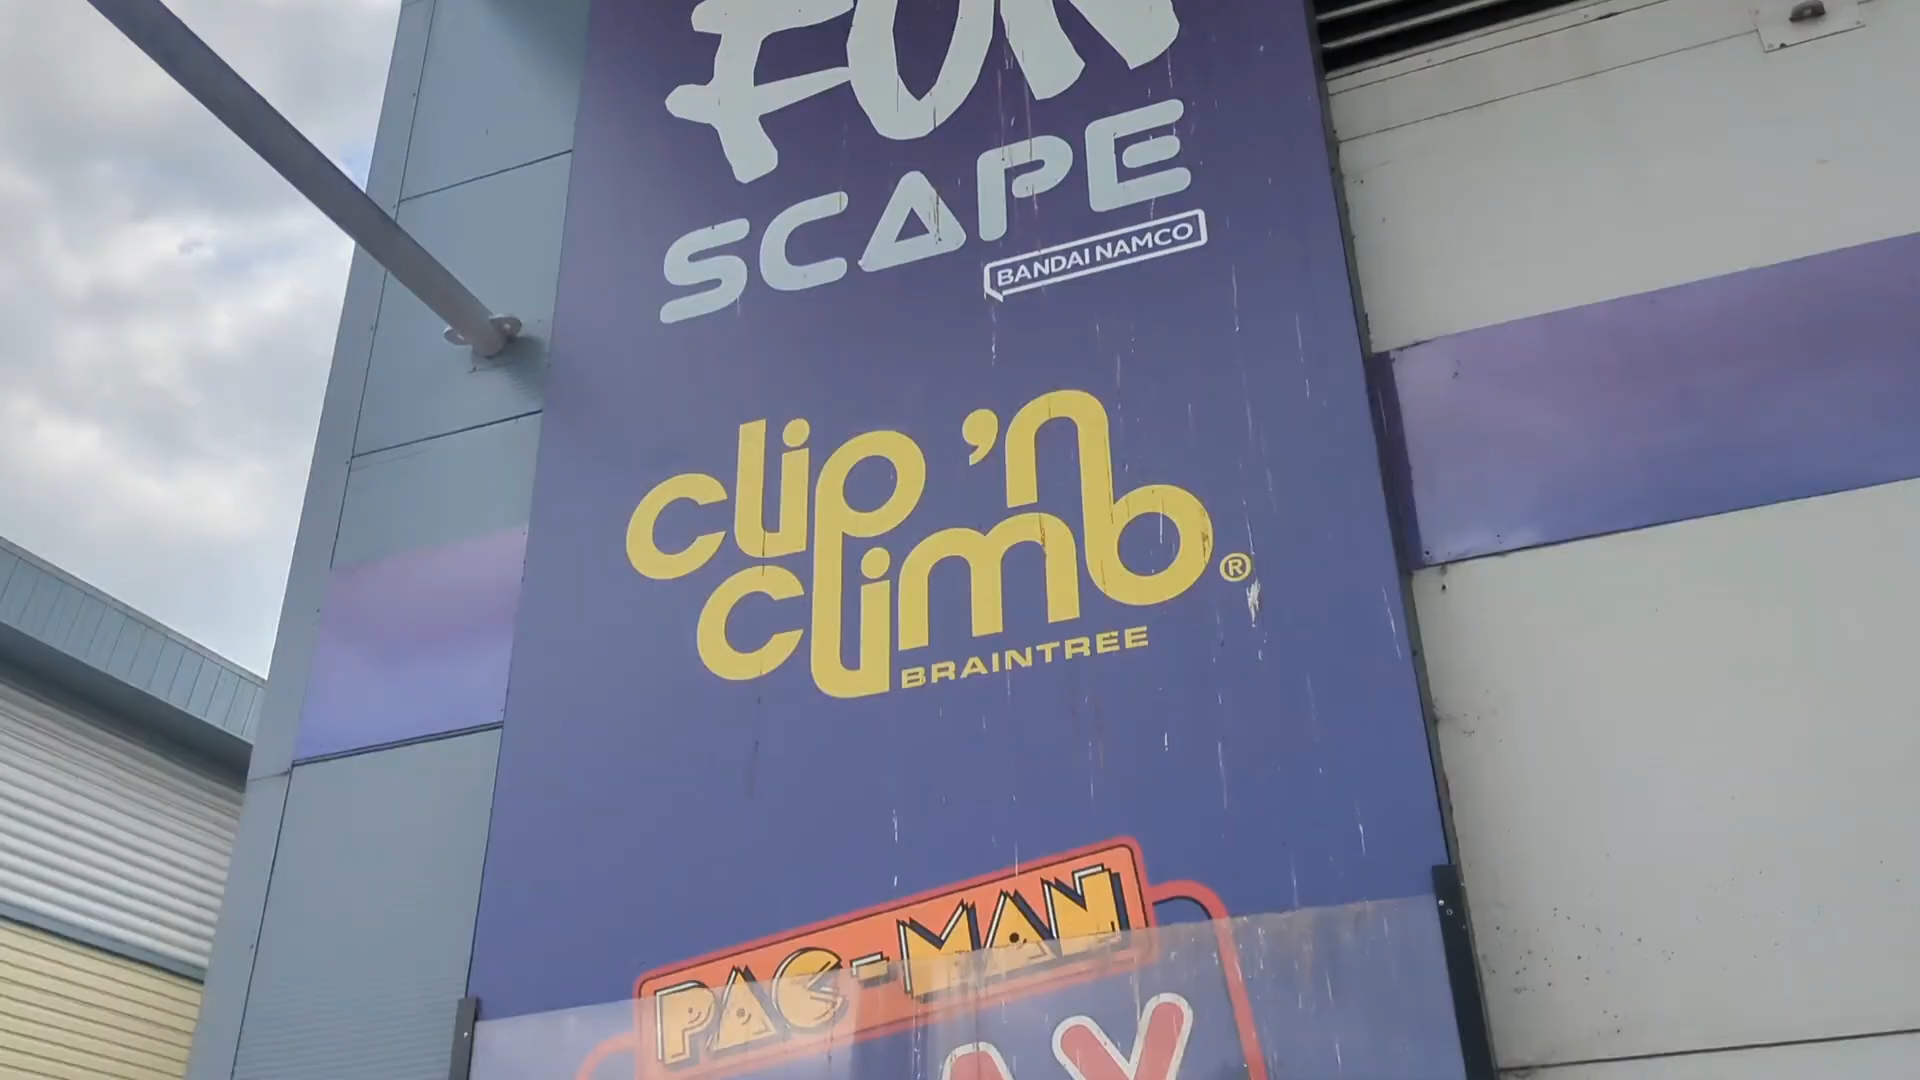 FUN
SCAPE
BANDAI NAMCO
clip 'n
climb®
BRAINTREE
PAC-MAN